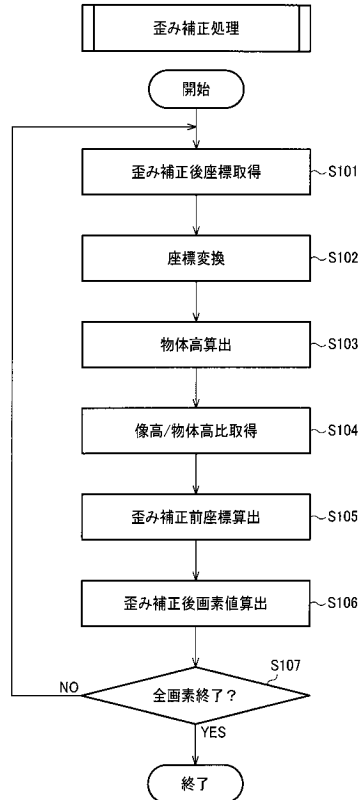 歪み補正処理
開始
歪み補正後座標取得
S101
座標変換
S102
物体高算出
S103
像高/物体高比取得
S104
歪み補正前座標算出
S105
歪み補正後画素値算出
S106
S107
全画素終了?
NO
YES
終了